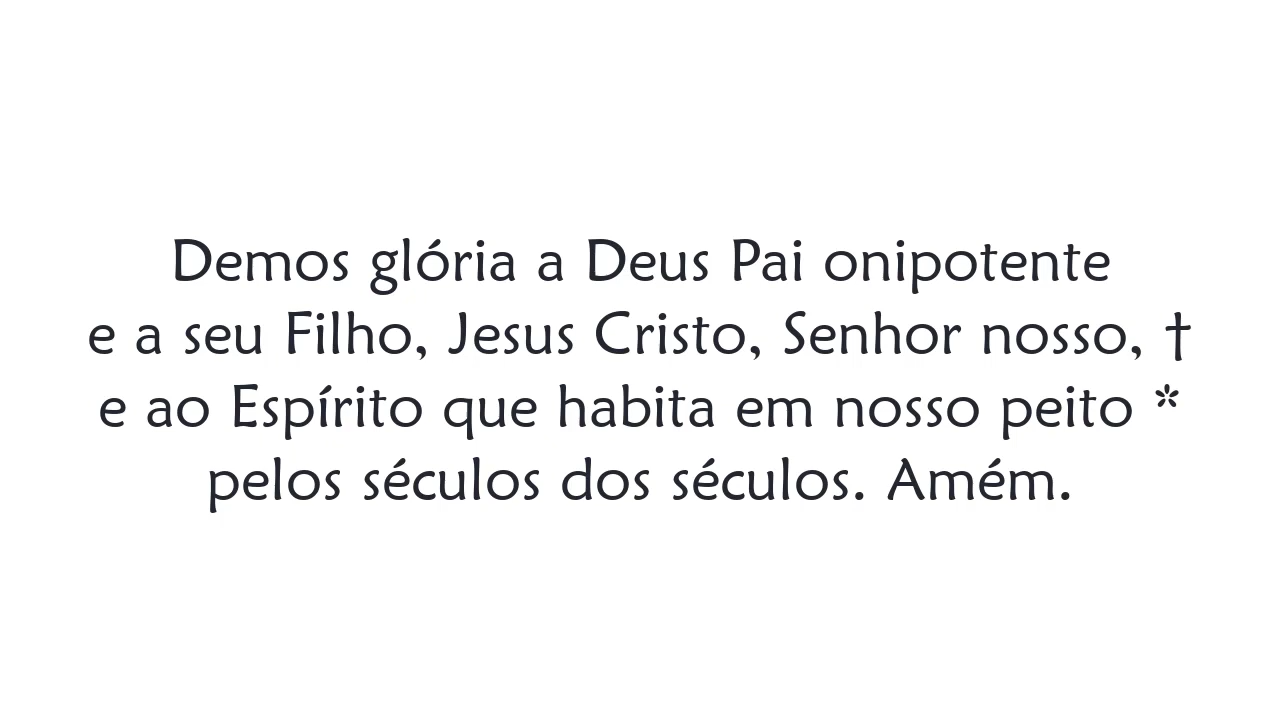 Demos glória a Deus Pai onipotente
e a seu Filho, Jesus Cristo, Senhor nosso, †
e ao Espírito que habita em nosso peito *
pelos séculos dos séculos. Amém.